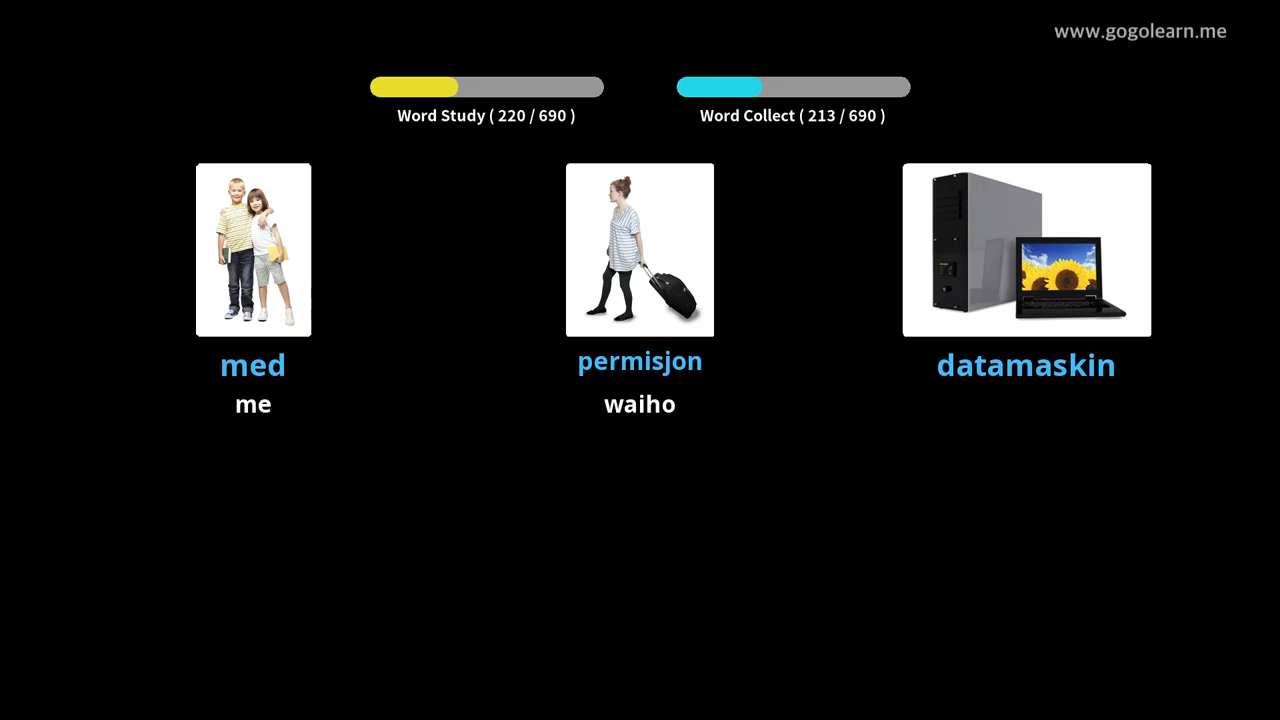 www.gogolearn.me
Word Study ( 220 / 690 )
Word Collect ( 213 / 690 )
med
permisjon
datamaskin
me
waiho